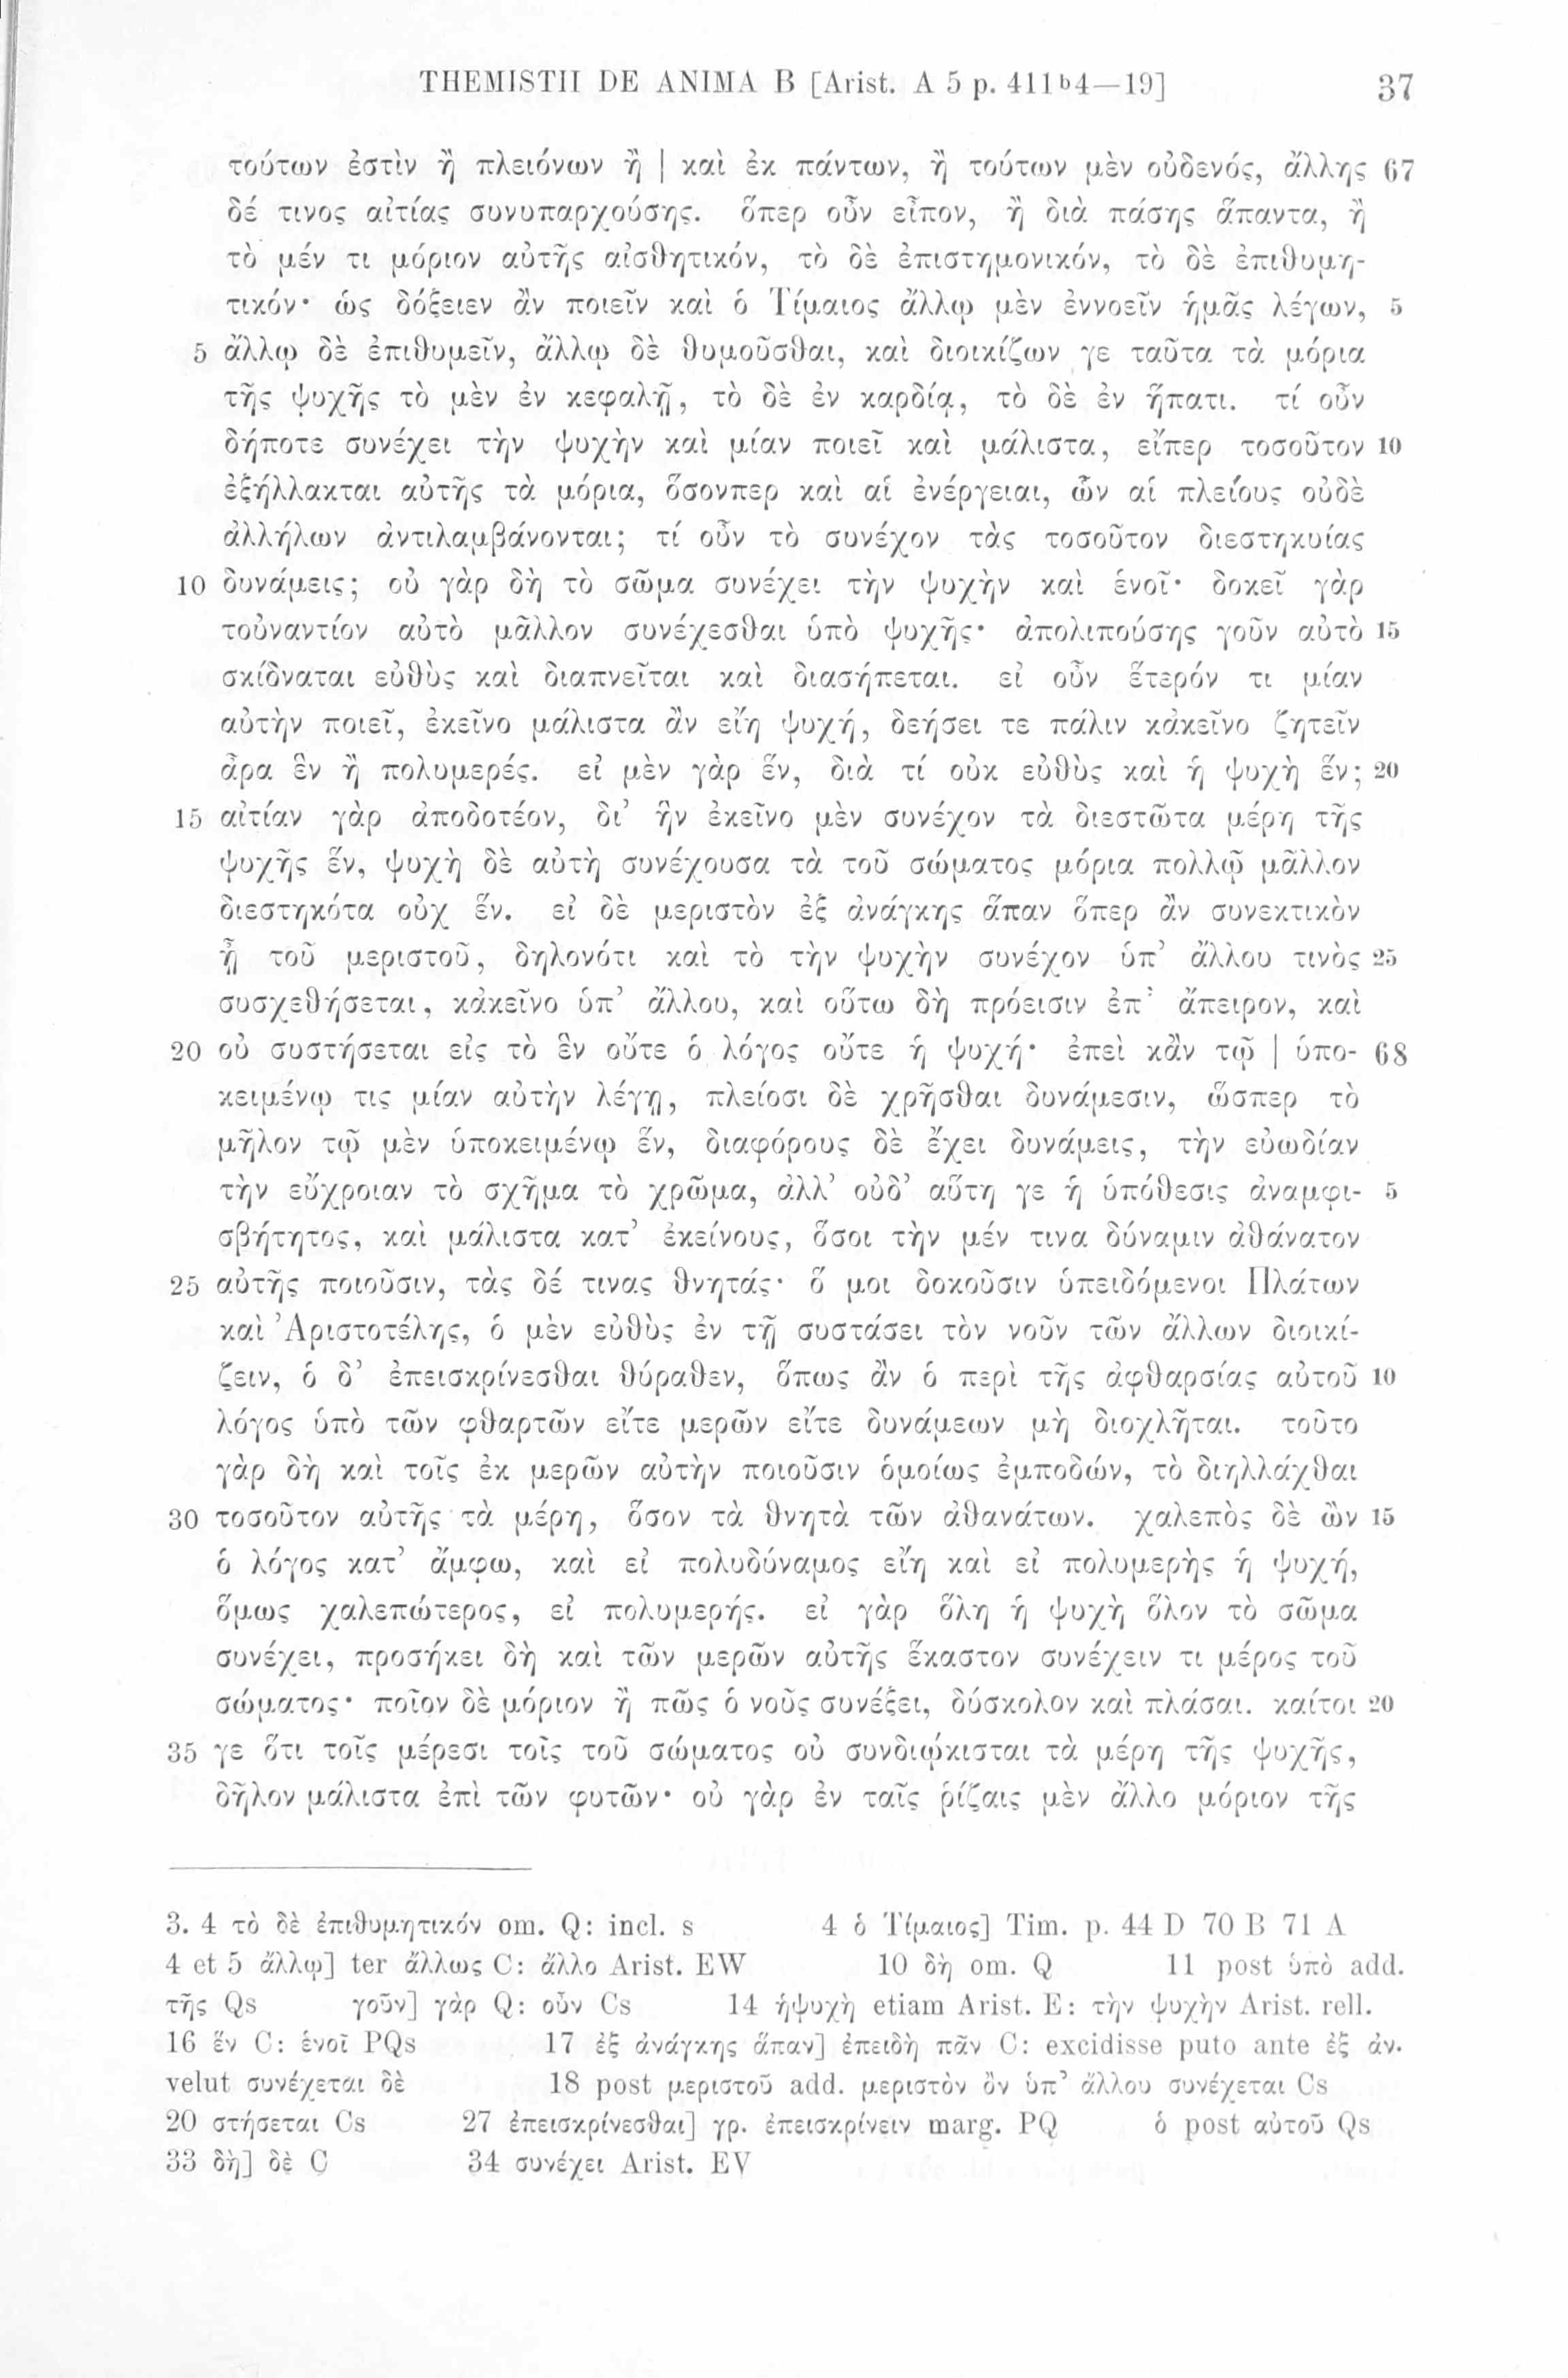 THEMISTII DE ANIMA B [Arist. A 5 p. 411ᵇ4—19] 37
τούτων ἐστὶν ἢ πλειόνων ἢ | καὶ ἐκ πάντων, ἢ τούτων μὲν οὐδενός, ἄλλης 67
δέ τινος αἰτίας συνυπαρχούσης. ὅπερ οὖν εἶπον, ἢ διὰ πάσης ἅπαντα, ἢ
τὸ μέν τι μόριον αὐτῆς αἰσθητικόν, τὸ δὲ ἐπιστημονικόν, τὸ δὲ ἐπιθυμη-
τικόν· ὡς δόξειεν ἂν ποιεῖν καὶ ὁ Τίμαιος ἄλλῳ μὲν ἐννοεῖν ἡμᾶς λέγων, 5
5 ἄλλῳ δὲ ἐπιθυμεῖν, ἄλλῳ δὲ θυμοῦσθαι, καὶ διοικίζων γε ταῦτα τὰ μόρια
τῆς ψυχῆς τὸ μὲν ἐν κεφαλῇ, τὸ δὲ ἐν καρδίᾳ, τὸ δὲ ἐν ἥπατι. τί οὖν
δήποτε συνέχει τὴν ψυχὴν καὶ μίαν ποιεῖ καὶ μάλιστα, εἴπερ τοσοῦτον 10
ἐξήλλακται αὐτῆς τὰ μόρια, ὅσονπερ καὶ αἱ ἐνέργειαι, ὧν αἱ πλείους οὐδὲ
ἀλλήλων ἀντιλαμβάνονται; τί οὖν τὸ συνέχον τὰς τοσοῦτον διεστηκυίας
10 δυνάμεις; οὐ γὰρ δὴ τὸ σῶμα συνέχει τὴν ψυχὴν καὶ ἑνοῖ· δοκεῖ γὰρ
τοὐναντίον αὐτὸ μᾶλλον συνέχεσθαι ὑπὸ ψυχῆς· ἀπολιπούσης γοῦν αὐτὸ 15
σκίδναται εὐθὺς καὶ διαπνεῖται καὶ διασήπεται. εἰ οὖν ἕτερόν τι μίαν
αὐτὴν ποιεῖ, ἐκεῖνο μάλιστα ἂν εἴη ψυχή, δεήσει τε πάλιν κἀκεῖνο ζητεῖν
ἆρα ἓν ἢ πολυμερές. εἰ μὲν γὰρ ἕν, διὰ τί οὐκ εὐθὺς καὶ ἡ ψυχὴ ἕν; 20
15 αἰτίαν γὰρ ἀποδοτέον, δι’ ἣν ἐκεῖνο μὲν συνέχον τὰ διεστῶτα μέρη τῆς
ψυχῆς ἕν, ψυχὴ δὲ αὐτὴ συνέχουσα τὰ τοῦ σώματος μόρια πολλῷ μᾶλλον
διεστηκότα οὐχ ἕν. εἰ δὲ μεριστὸν ἐξ ἀνάγκης ἅπαν ὅπερ ἂν συνεκτικὸν
ᾖ τοῦ μεριστοῦ, δηλονότι καὶ τὸ τὴν ψυχὴν συνέχον ὑπ’ ἄλλου τινὸς 25
συσχεθήσεται, κἀκεῖνο ὑπ’ ἄλλου, καὶ οὕτω δὴ πρόεισιν ἐπ’ ἄπειρον, καὶ
20 οὐ συστήσεται εἰς τὸ ἓν οὔτε ὁ λόγος οὔτε ἡ ψυχή· ἐπεὶ κἂν τῷ | ὑπο- 68
κειμένῳ τις μίαν αὐτὴν λέγῃ, πλείοσι δὲ χρῆσθαι δυνάμεσιν, ὥσπερ τὸ
μῆλον τῷ μὲν ὑποκειμένῳ ἕν, διαφόρους δὲ ἔχει δυνάμεις, τὴν εὐωδίαν
τὴν εὔχροιαν τὸ σχῆμα τὸ χρῶμα, ἀλλ’ οὐδ’ αὕτη γε ἡ ὑπόθεσις ἀναμφι- 5
σβήτητος, καὶ μάλιστα κατ’ ἐκείνους, ὅσοι τὴν μέν τινα δύναμιν ἀθάνατον
25 αὐτῆς ποιοῦσιν, τὰς δέ τινας θνητάς· ὅ μοι δοκοῦσιν ὑπειδόμενοι Πλάτων
καὶ Ἀριστοτέλης, ὁ μὲν εὐθὺς ἐν τῇ συστάσει τὸν νοῦν τῶν ἄλλων διοικί-
ζειν, ὁ δ’ ἐπεισκρίνεσθαι θύραθεν, ὅπως ἂν ὁ περὶ τῆς ἀφθαρσίας αὐτοῦ 10
λόγος ὑπὸ τῶν φθαρτῶν εἴτε μερῶν εἴτε δυνάμεων μὴ διοχλῆται. τοῦτο
γὰρ δὴ καὶ τοῖς ἐκ μερῶν αὐτὴν ποιοῦσιν ὁμοίως ἐμποδών, τὸ διηλλάχθαι
30 τοσοῦτον αὐτῆς τὰ μέρη, ὅσον τὰ θνητὰ τῶν ἀθανάτων. χαλεπὸς δὲ ὢν 15
ὁ λόγος κατ’ ἄμφω, καὶ εἰ πολυδύναμος εἴη καὶ εἰ πολυμερὴς ἡ ψυχή,
ὅμως χαλεπώτερος, εἰ πολυμερής. εἰ γὰρ ὅλη ἡ ψυχὴ ὅλον τὸ σῶμα
συνέχει, προσήκει δὴ καὶ τῶν μερῶν αὐτῆς ἕκαστον συνέχειν τι μέρος τοῦ
σώματος· ποῖον δὲ μόριον ἢ πῶς ὁ νοῦς συνέξει, δύσκολον καὶ πλάσαι. καίτοι 20
35 γε ὅτι τοῖς μέρεσι τοῖς τοῦ σώματος οὐ συνδιῴκισται τὰ μέρη τῆς ψυχῆς,
δῆλον μάλιστα ἐπὶ τῶν φυτῶν· οὐ γὰρ ἐν ταῖς ῥίζαις μὲν ἄλλο μόριον τῆς
3. 4 τὸ δὲ ἐπιθυμητικόν om. Q: incl. s 4 ὁ Τίμαιος] Tim. p. 44 D 70 B 71 A
4 et 5 ἄλλῳ] ter ἄλλως C: ἄλλο Arist. EW 10 δὴ om. Q 11 post ὑπὸ add.
τῆς Qs γοῦν] γὰρ Q: οὖν Cs 14 ἡψυχὴ etiam Arist. E: τὴν ψυχὴν Arist. rell.
16 ἕν C: ἑνοῖ PQs 17 ἐξ ἀνάγκης ἅπαν] ἐπειδὴ πᾶν C: excidisse puto ante ἐξ ἀν.
velut συνέχεται δὲ 18 post μεριστοῦ add. μεριστὸν ὂν ὑπ’ ἄλλου συνέχεται Cs
20 στήσεται Cs 27 ἐπεισκρίνεσθαι] γρ. ἐπεισκρίνειν marg. PQ ὁ post αὐτοῦ Qs
33 δὴ] δὲ C 34 συνέχει Arist. EV